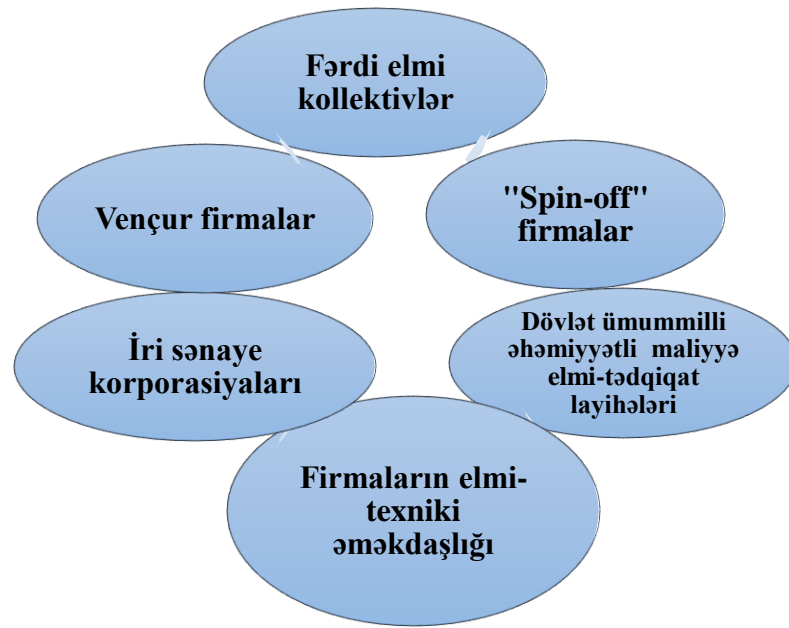 Fərdi elmi
kollektivlər
"Spin-off"
firmalar
Dövlət ümummilli
əhəmiyyətli maliyyə
elmi-tədqiqat
layihələri
Firmaların elmi-
texniki
əməkdaşlığı
İri sənaye
korporasiyaları
Vençur firmalar